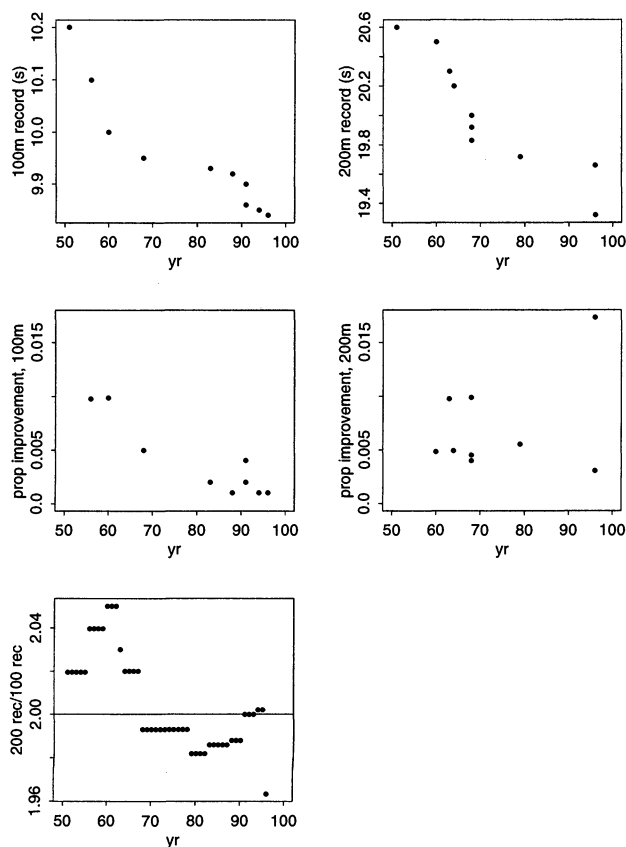 100m record (s)
10.2
10.1
10.0
9.9
50 60 70 80 90 100
yr
200m record (s)
20.6
20.2
19.8
19.4
50 60 70 80 90 100
yr
prop improvement, 100m
0.015
0.005
0.0
50 60 70 80 90 100
yr
prop improvement, 200m
0.015
0.005
0.0
50 60 70 80 90 100
yr
200 rec/100 rec
2.04
2.00
1.96
50 60 70 80 90 100
yr